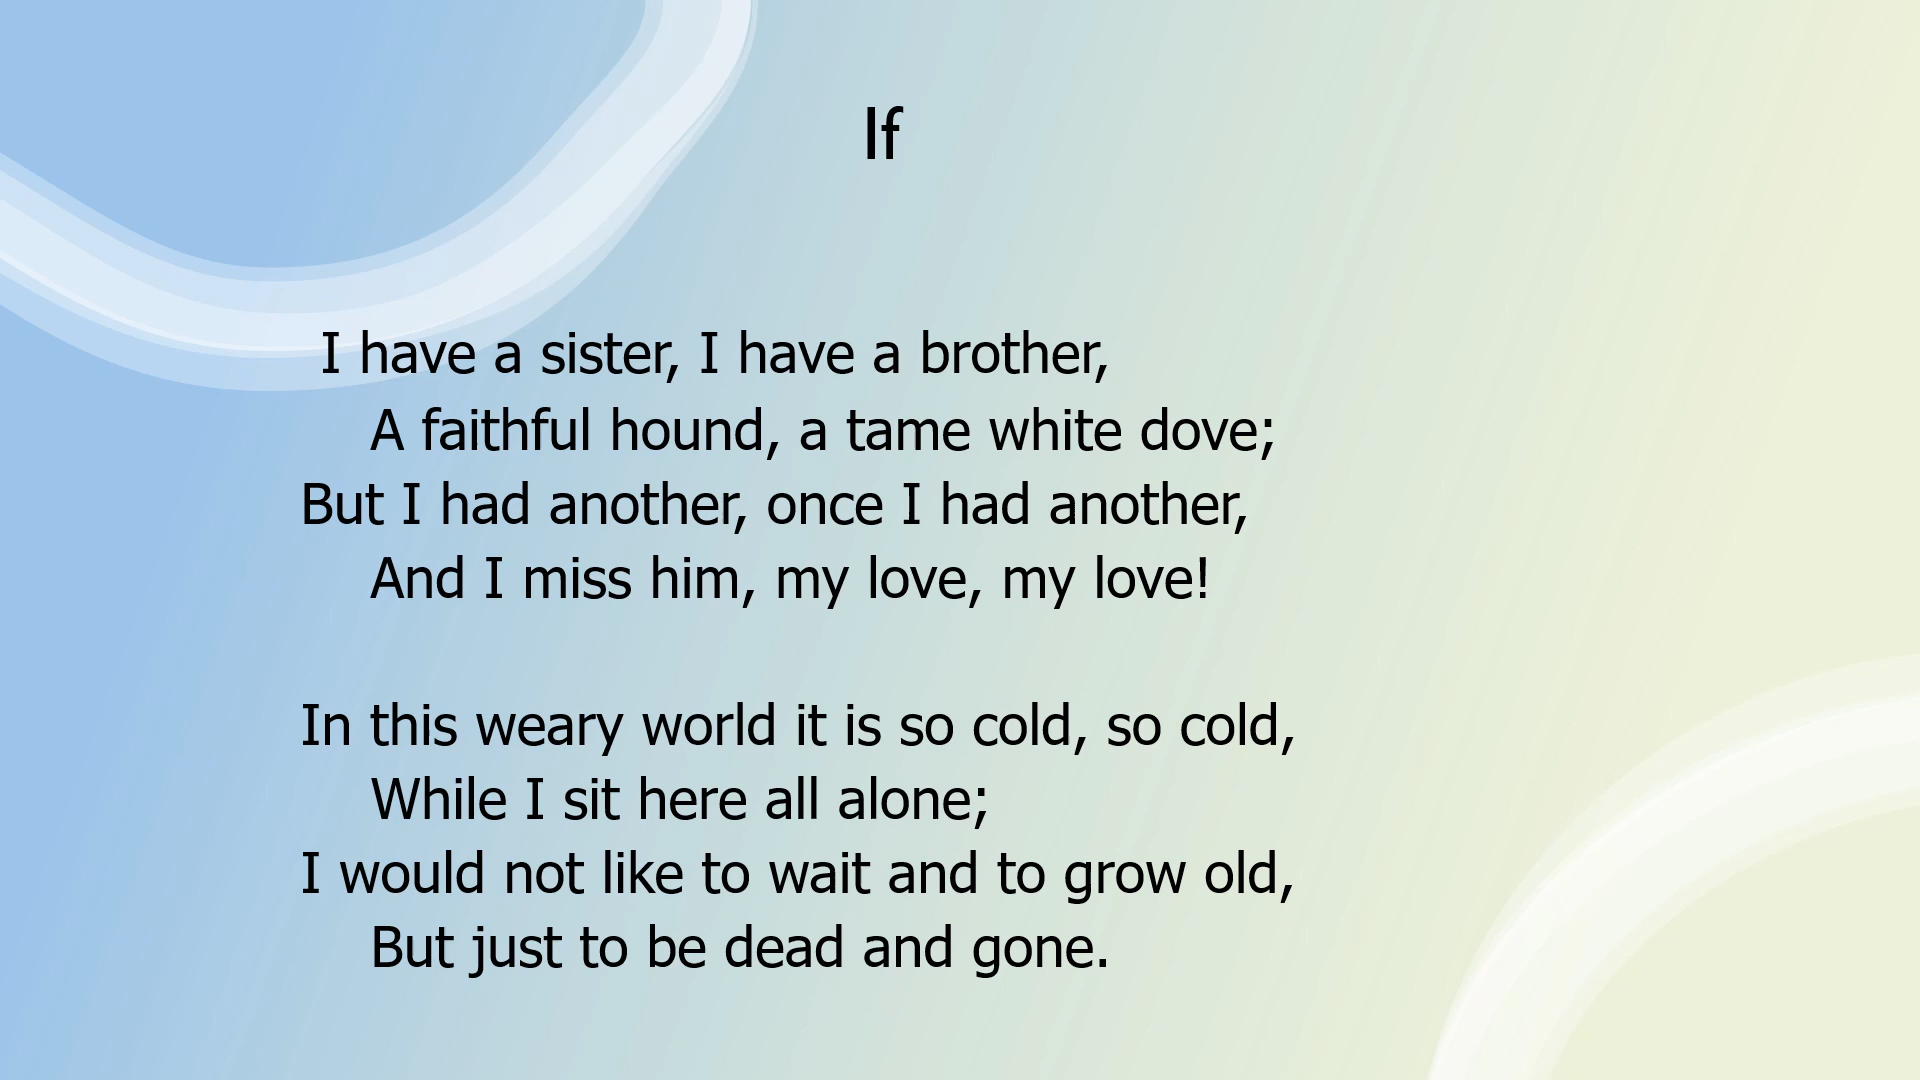 If
I have a sister, I have a brother,
A faithful hound, a tame white dove;
But I had another, once I had another,
And I miss him, my love, my love!
In this weary world it is so cold, so cold,
While I sit here all alone;
I would not like to wait and to grow old,
But just to be dead and gone.